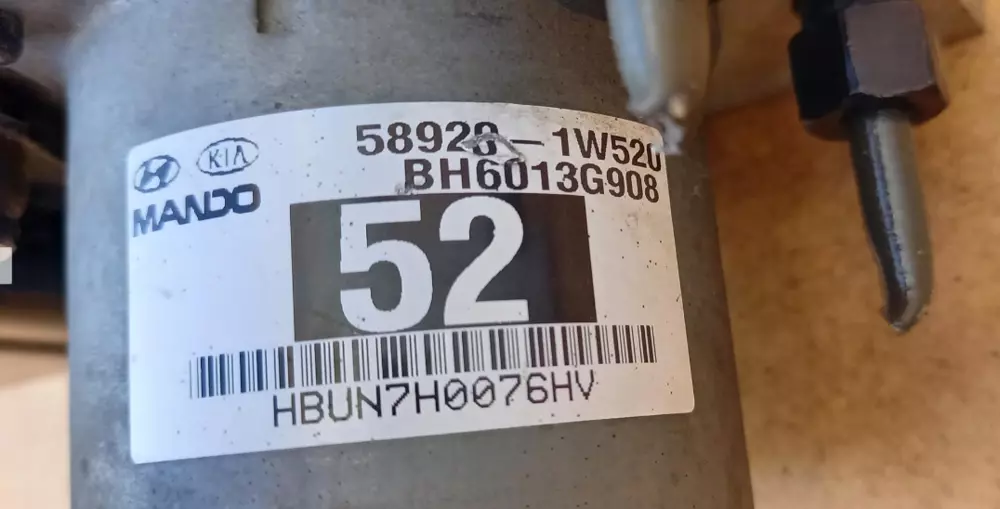 KIA
MANDO
58920-1W520
BH6013G908
52
HBUN7H0076HV